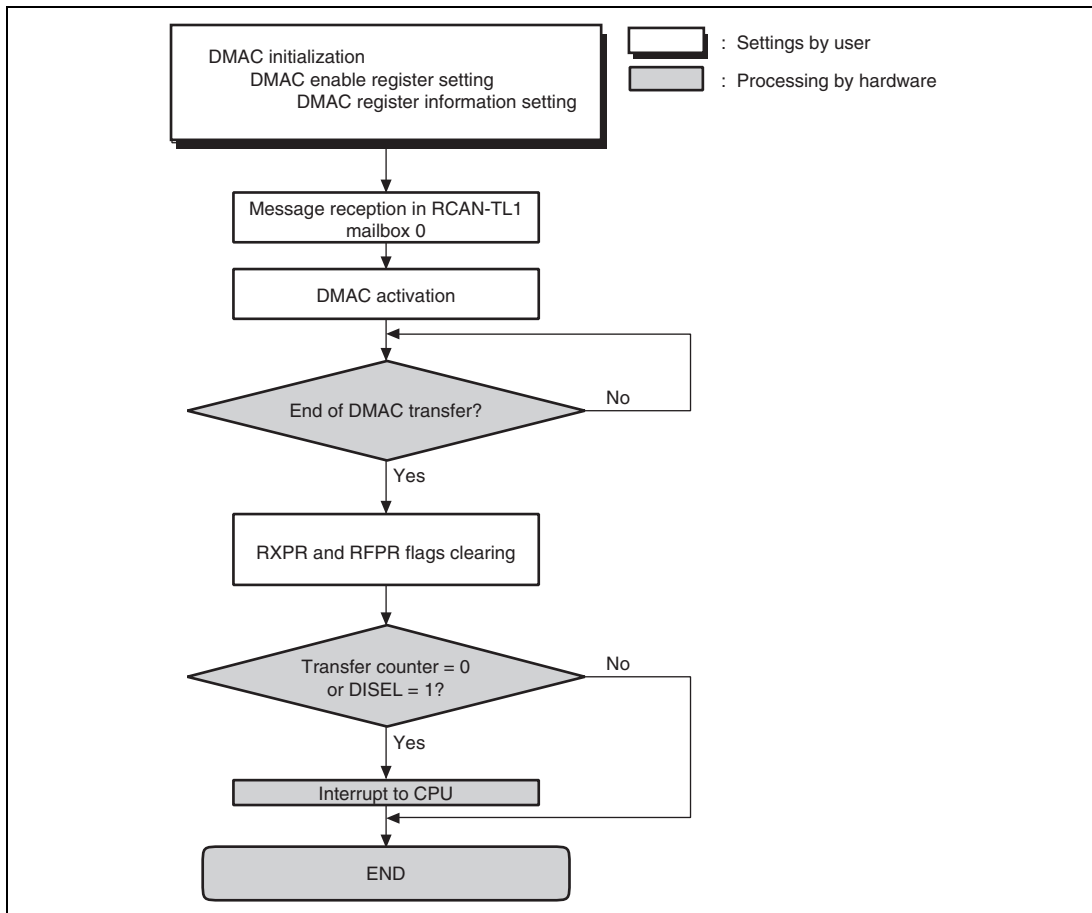 DMAC initialization
DMAC enable register setting
DMAC register information setting
: Settings by user
: Processing by hardware
Message reception in RCAN-TL1
mailbox 0
DMAC activation
End of DMAC transfer?
No
Yes
RXPR and RFPR flags clearing
Transfer counter = 0
or DISEL = 1?
No
Yes
Interrupt to CPU
END